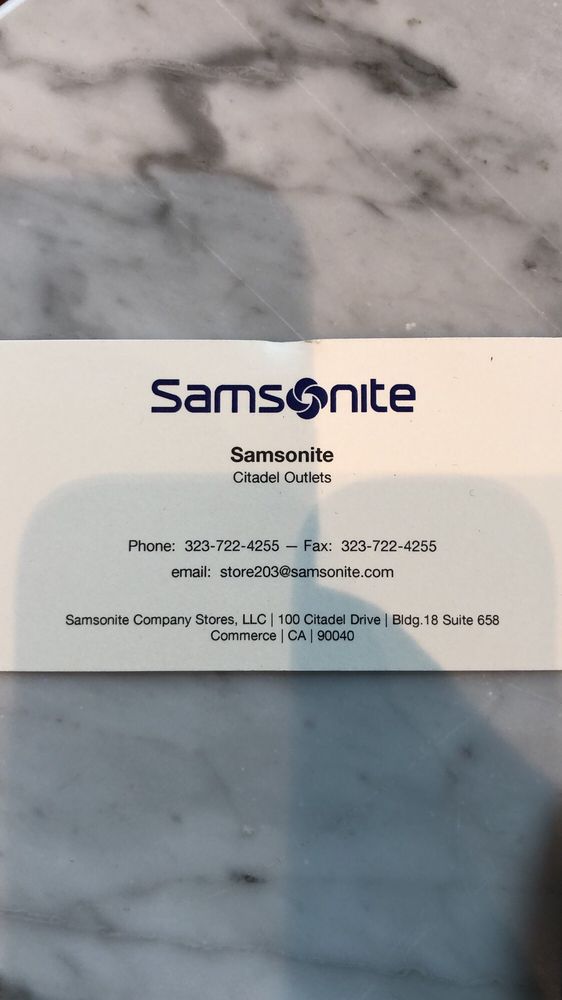 Samsonite
Samsonite
Citadel Outlets
Phone: 323-722-4255 — Fax: 323-722-4255
email: store203@samsonite.com
Samsonite Company Stores, LLC | 100 Citadel Drive | Bldg.18 Suite 658
Commerce | CA | 90040